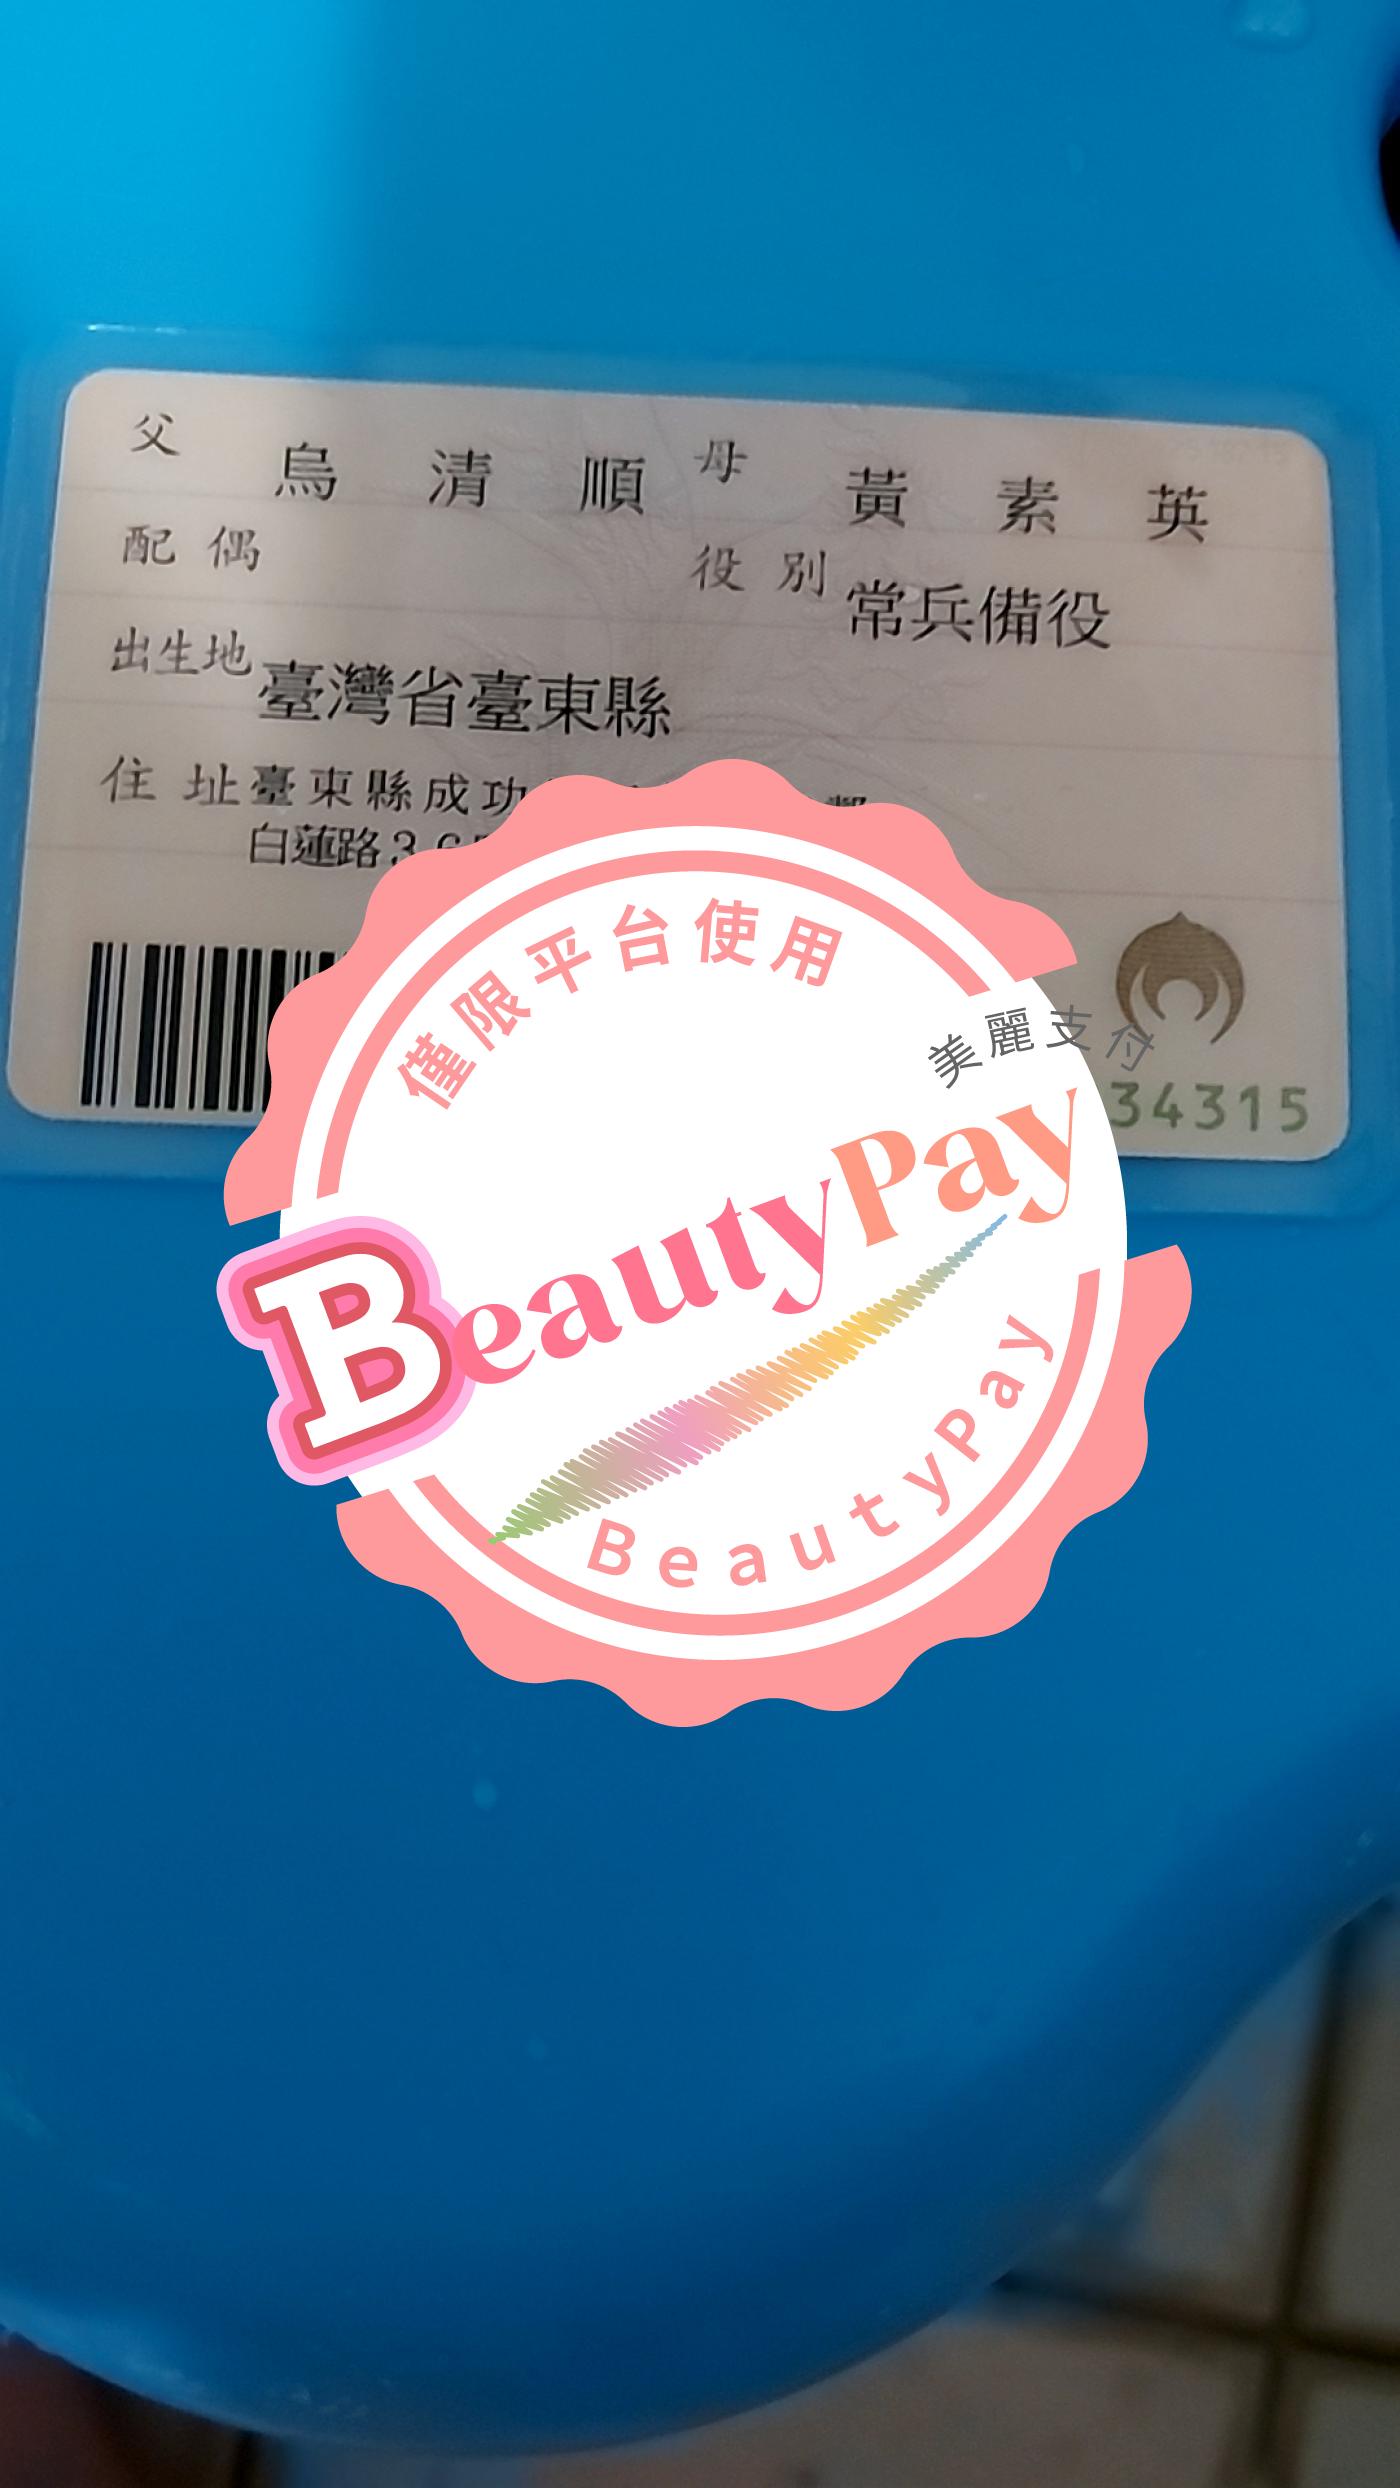 父 烏清順 母 黃素英
配偶 役別 常兵備役
出生地 臺灣省臺東縣
住址 臺東縣成功
白蓮路3
僅限平台使用
美麗支付
34315
BeautyPay
BeautyPay